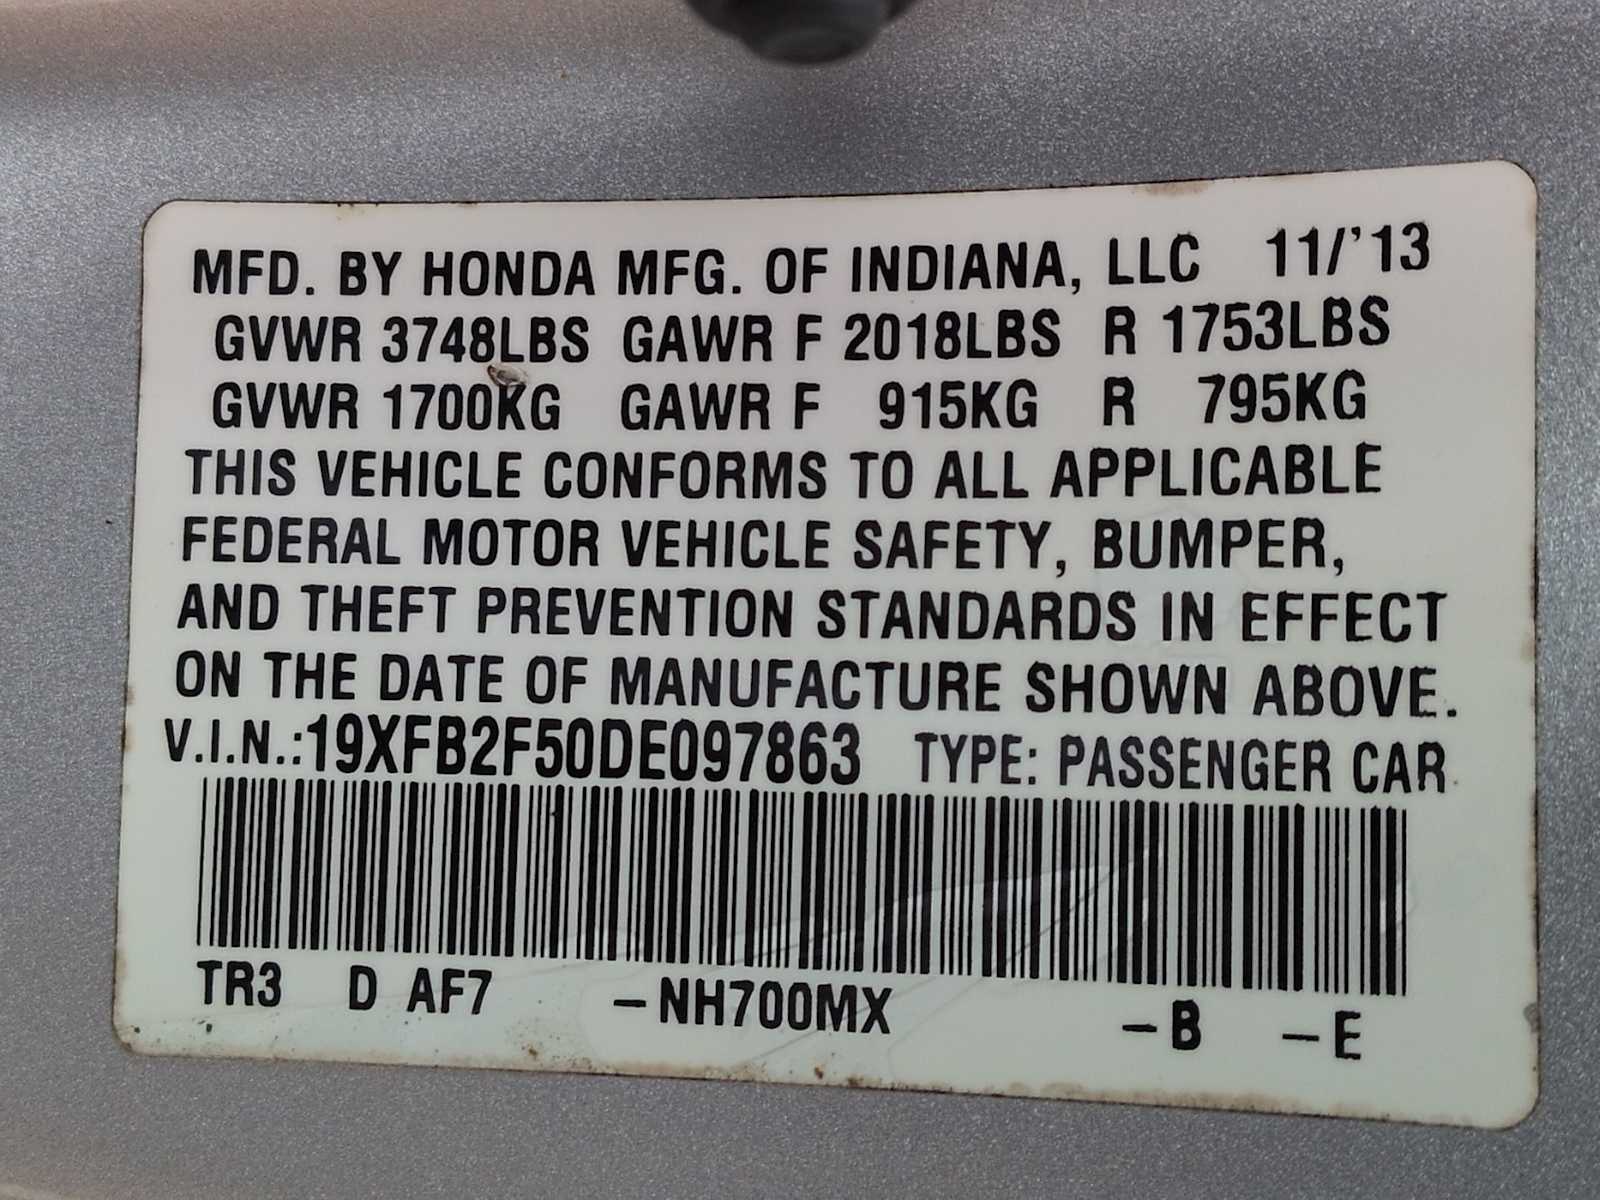 MFD. BY HONDA MFG. OF INDIANA, LLC 11/'13
GVWR 3748LBS GAWR F 2018LBS R 1753LBS
GVWR 1700KG GAWR F 915KG R 795KG
THIS VEHICLE CONFORMS TO ALL APPLICABLE
FEDERAL MOTOR VEHICLE SAFETY, BUMPER,
AND THEFT PREVENTION STANDARDS IN EFFECT
ON THE DATE OF MANUFACTURE SHOWN ABOVE.
V.I.N.:19XFB2F50DE097863 TYPE: PASSENGER CAR
TR3 D AF7 –NH700MX –B –E